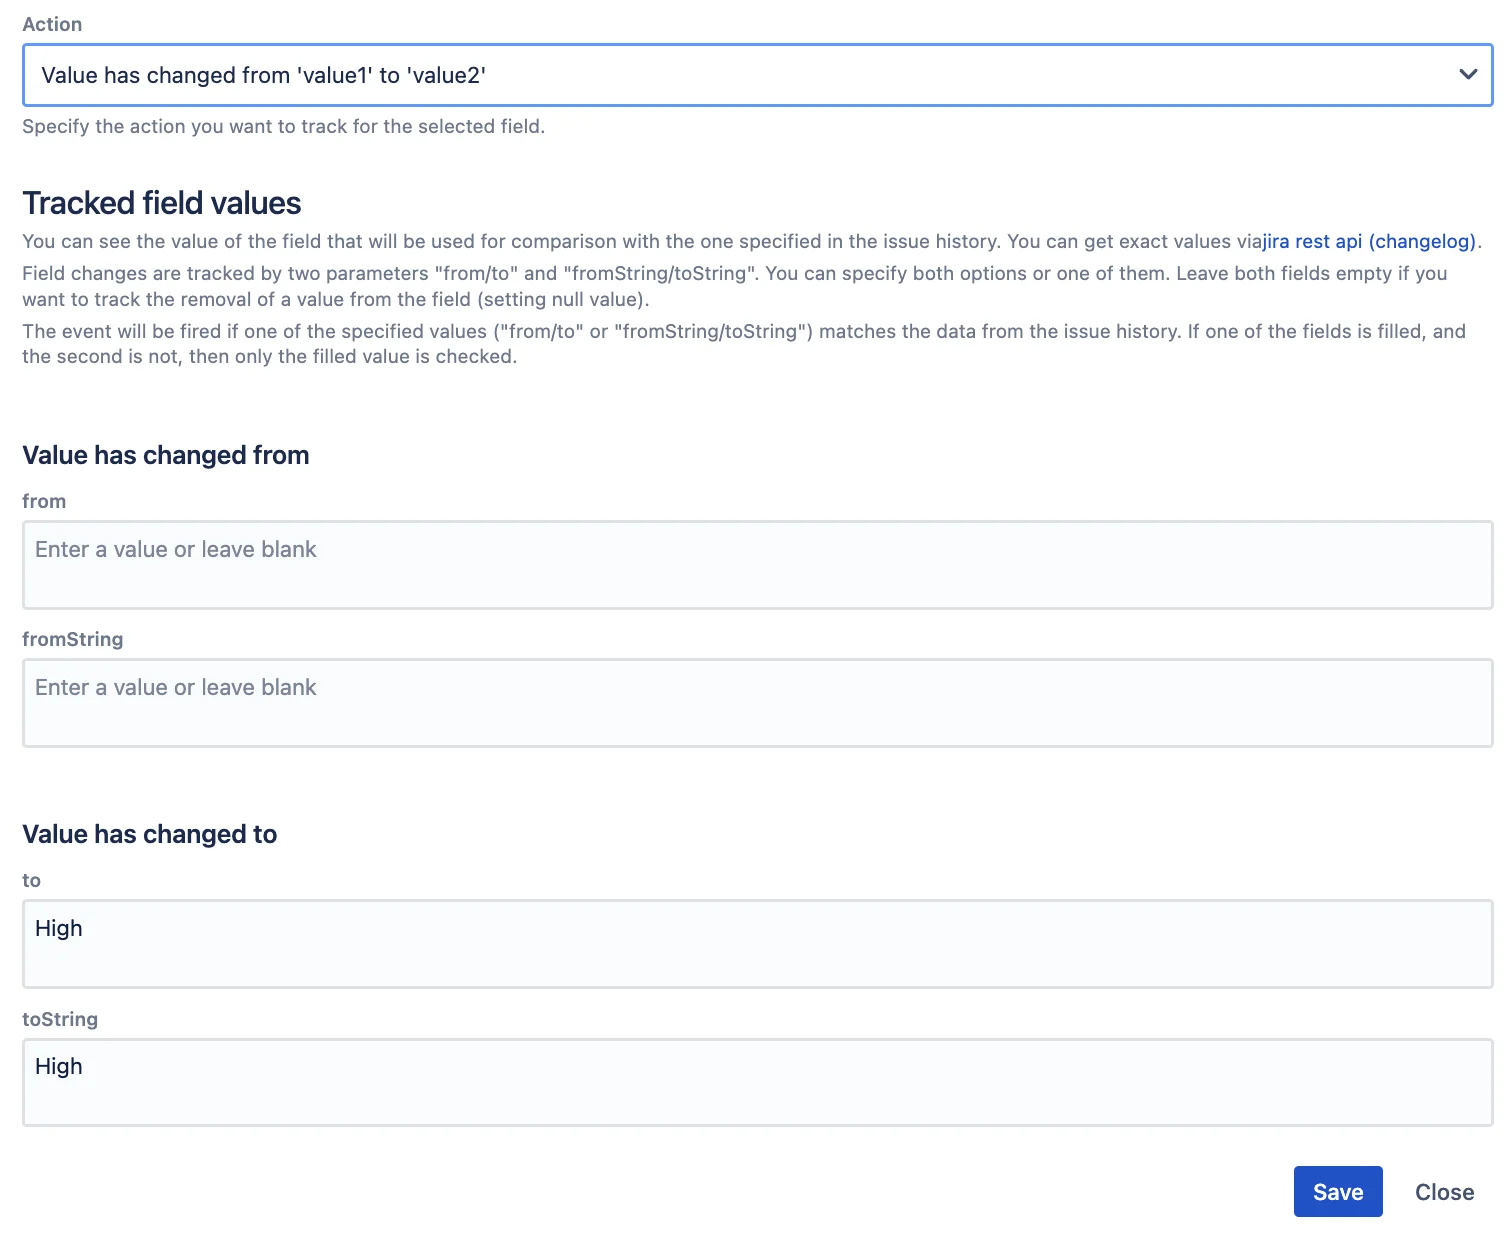 Action
Value has changed from 'value1' to 'value2'
Specify the action you want to track for the selected field.
Tracked field values
You can see the value of the field that will be used for comparison with the one specified in the issue history. You can get exact values viajira rest api (changelog).
Field changes are tracked by two parameters "from/to" and "fromString/toString". You can specify both options or one of them. Leave both fields empty if you
want to track the removal of a value from the field (setting null value).
The event will be fired if one of the specified values ("from/to" or "fromString/toString") matches the data from the issue history. If one of the fields is filled, and
the second is not, then only the filled value is checked.
Value has changed from
from
Enter a value or leave blank
fromString
Enter a value or leave blank
Value has changed to
to
High
toString
High
Save Close